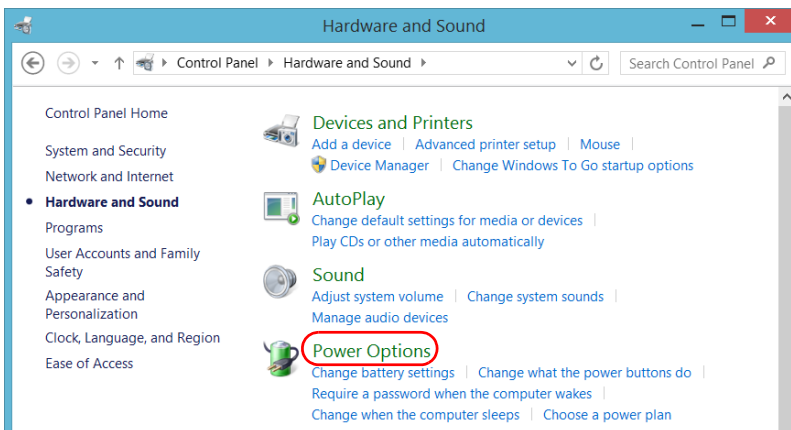 Hardware and Sound
Control Panel Hardware and Sound
Search Control Panel
Control Panel Home
System and Security
Network and Internet
Hardware and Sound
Programs
User Accounts and Family
Safety
Appearance and
Personalization
Clock, Language, and Region
Ease of Access
Devices and Printers
Add a device Advanced printer setup Mouse
Device Manager Change Windows To Go startup options
AutoPlay
Change default settings for media or devices
Play CDs or other media automatically
Sound
Adjust system volume Change system sounds
Manage audio devices
Power Options
Change battery settings Change what the power buttons do
Require a password when the computer wakes
Change when the computer sleeps Choose a power plan